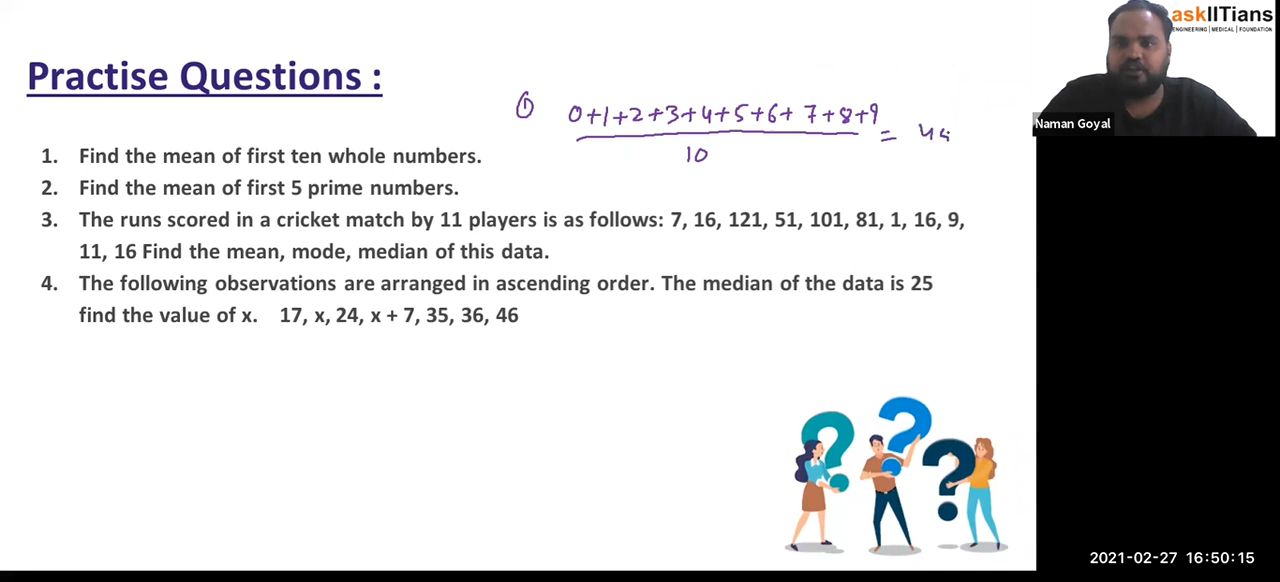 askIITians
ENGINEERING | MEDICAL | FOUNDATION
Practise Questions :
① 0+1+2+3+4+5+6+7+8+9
10
= 45
Naman Goyal
1. Find the mean of first ten whole numbers.
2. Find the mean of first 5 prime numbers.
3. The runs scored in a cricket match by 11 players is as follows: 7, 16, 121, 51, 101, 81, 1, 16, 9,
11, 16 Find the mean, mode, median of this data.
4. The following observations are arranged in ascending order. The median of the data is 25
find the value of x. 17, x, 24, x + 7, 35, 36, 46
2021-02-27 16:50:15